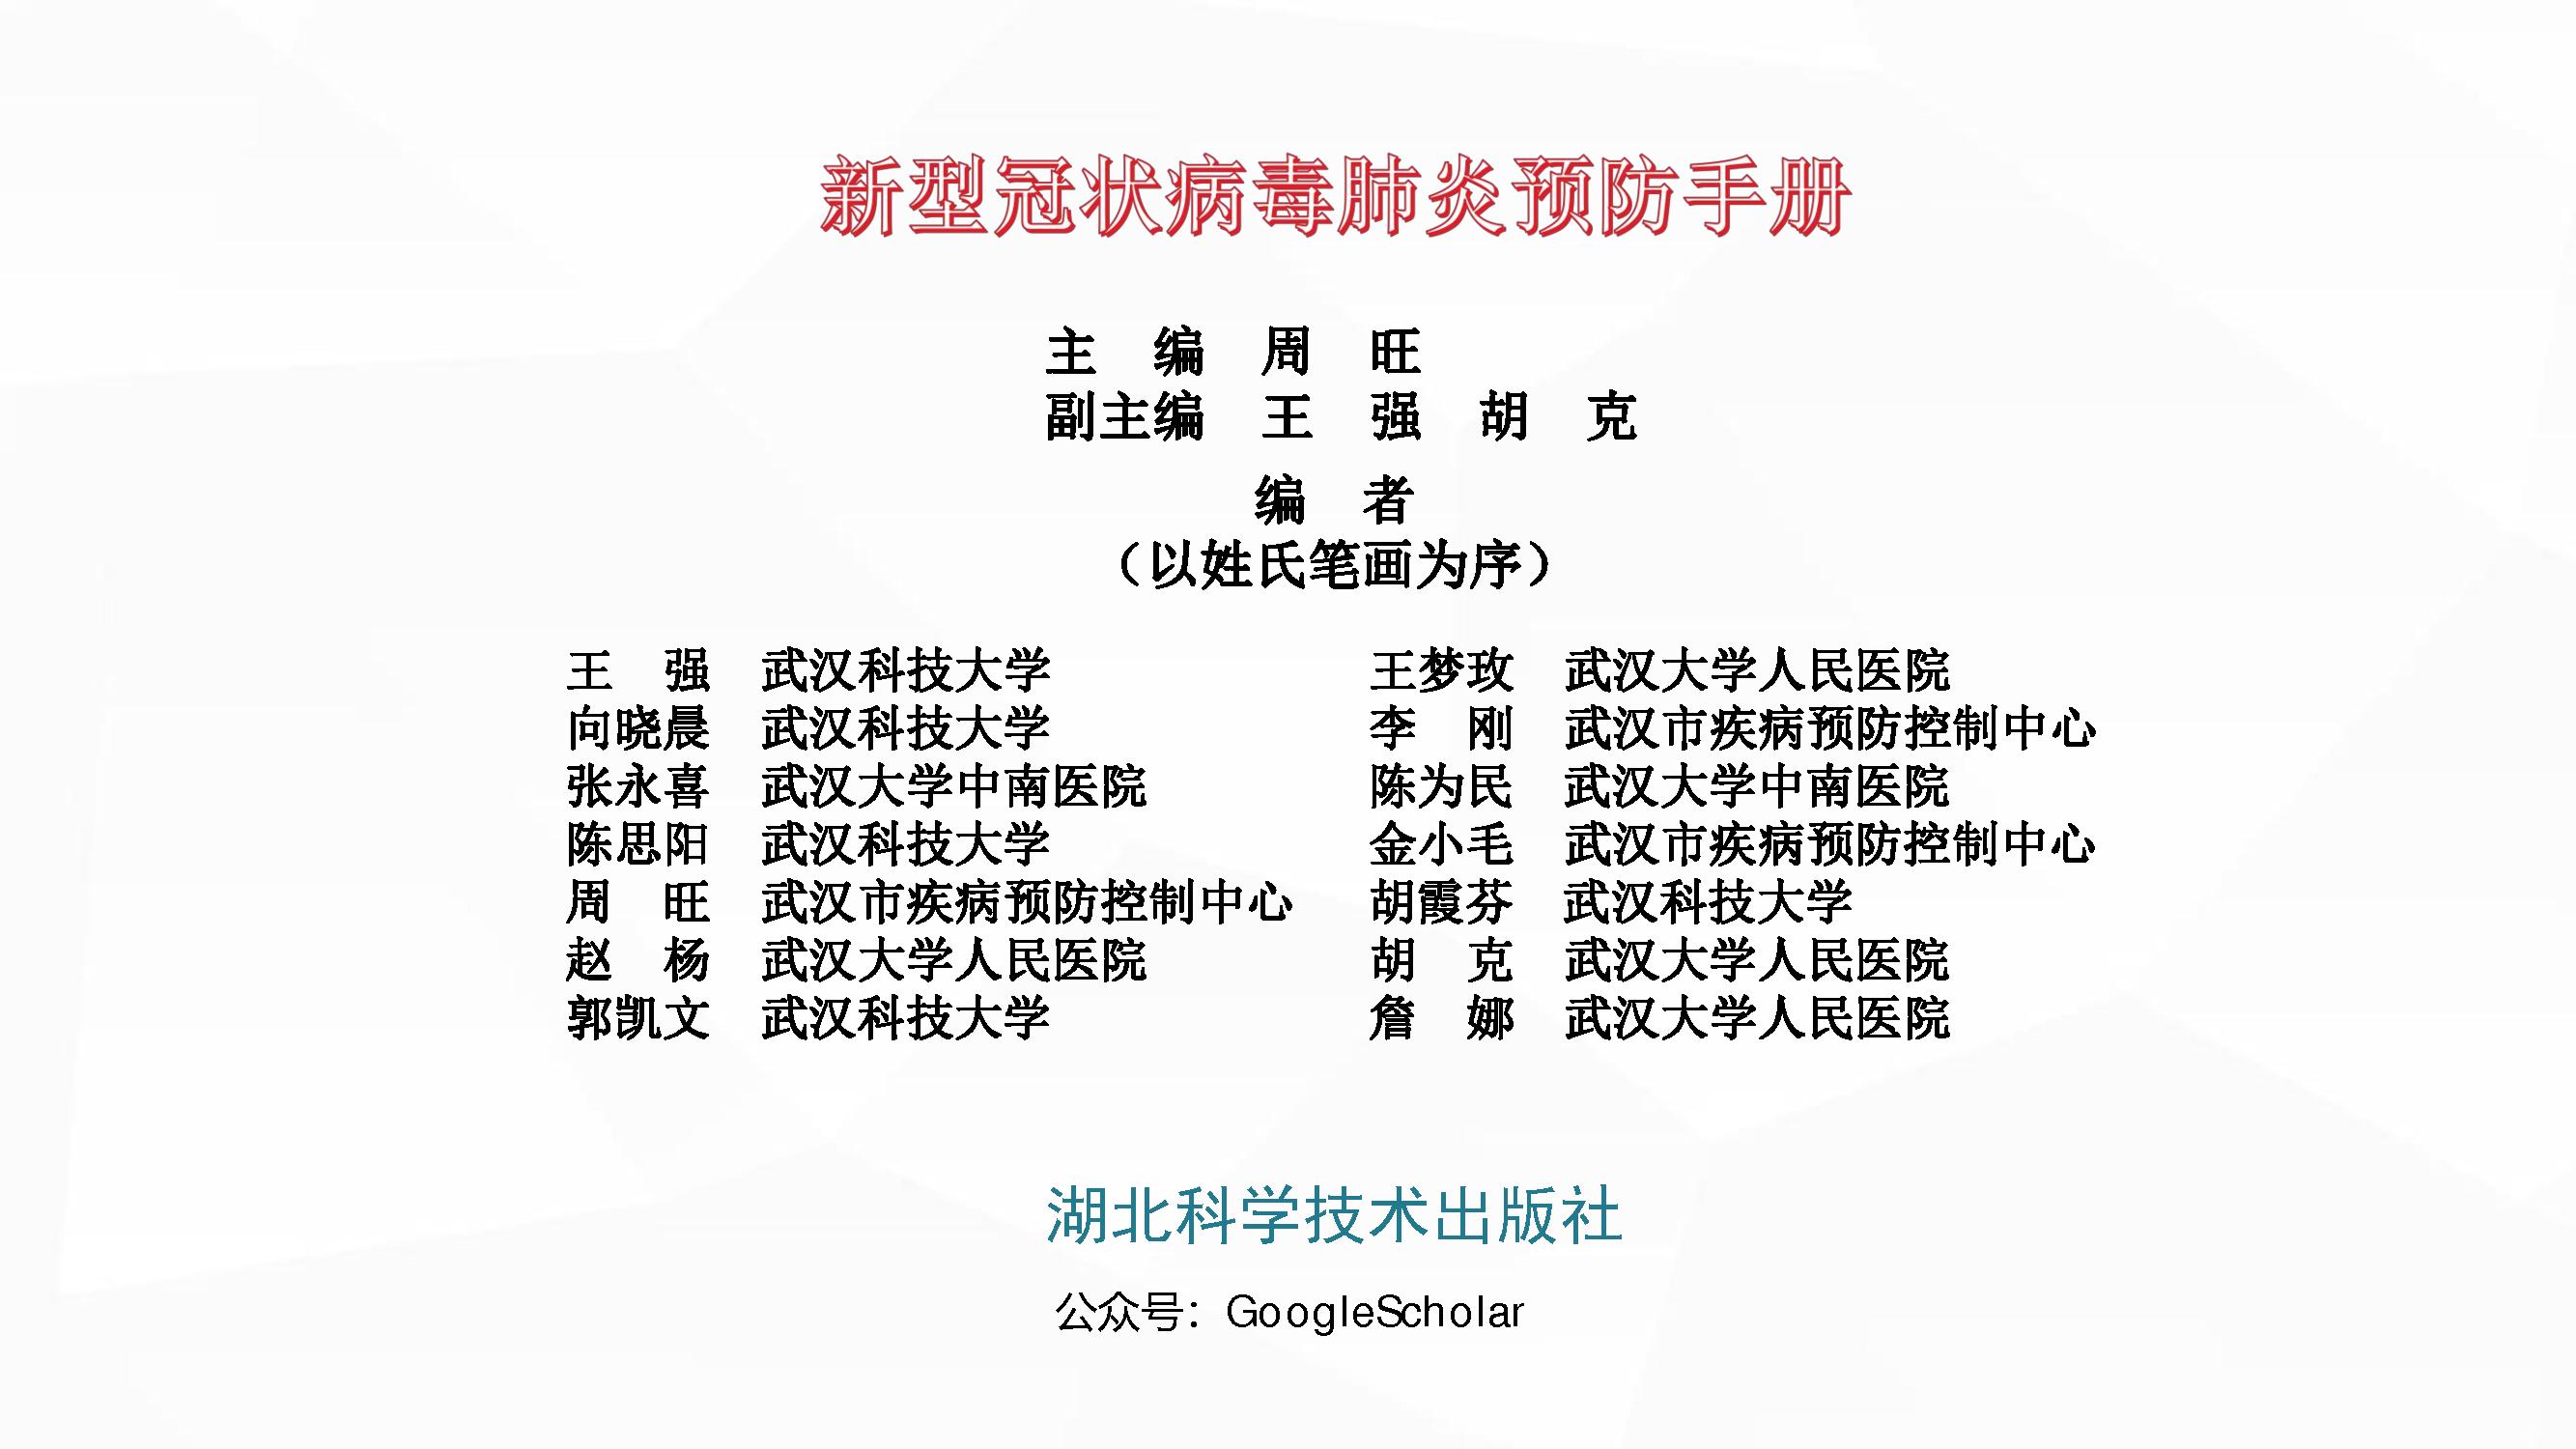 新型冠状病毒肺炎预防手册
主　编　周　旺
副主编　王　强　胡　克
编　者
（以姓氏笔画为序）
王　强　武汉科技大学　王梦玫　武汉大学人民医院
向晓晨　武汉科技大学　李　刚　武汉市疾病预防控制中心
张永喜　武汉大学中南医院　陈为民　武汉大学中南医院
陈思阳　武汉科技大学　金小毛　武汉市疾病预防控制中心
周　旺　武汉市疾病预防控制中心　胡霞芬　武汉科技大学
赵　杨　武汉大学人民医院　胡　克　武汉大学人民医院
郭凯文　武汉科技大学　詹　娜　武汉大学人民医院
湖北科学技术出版社
公众号：GoogleScholar